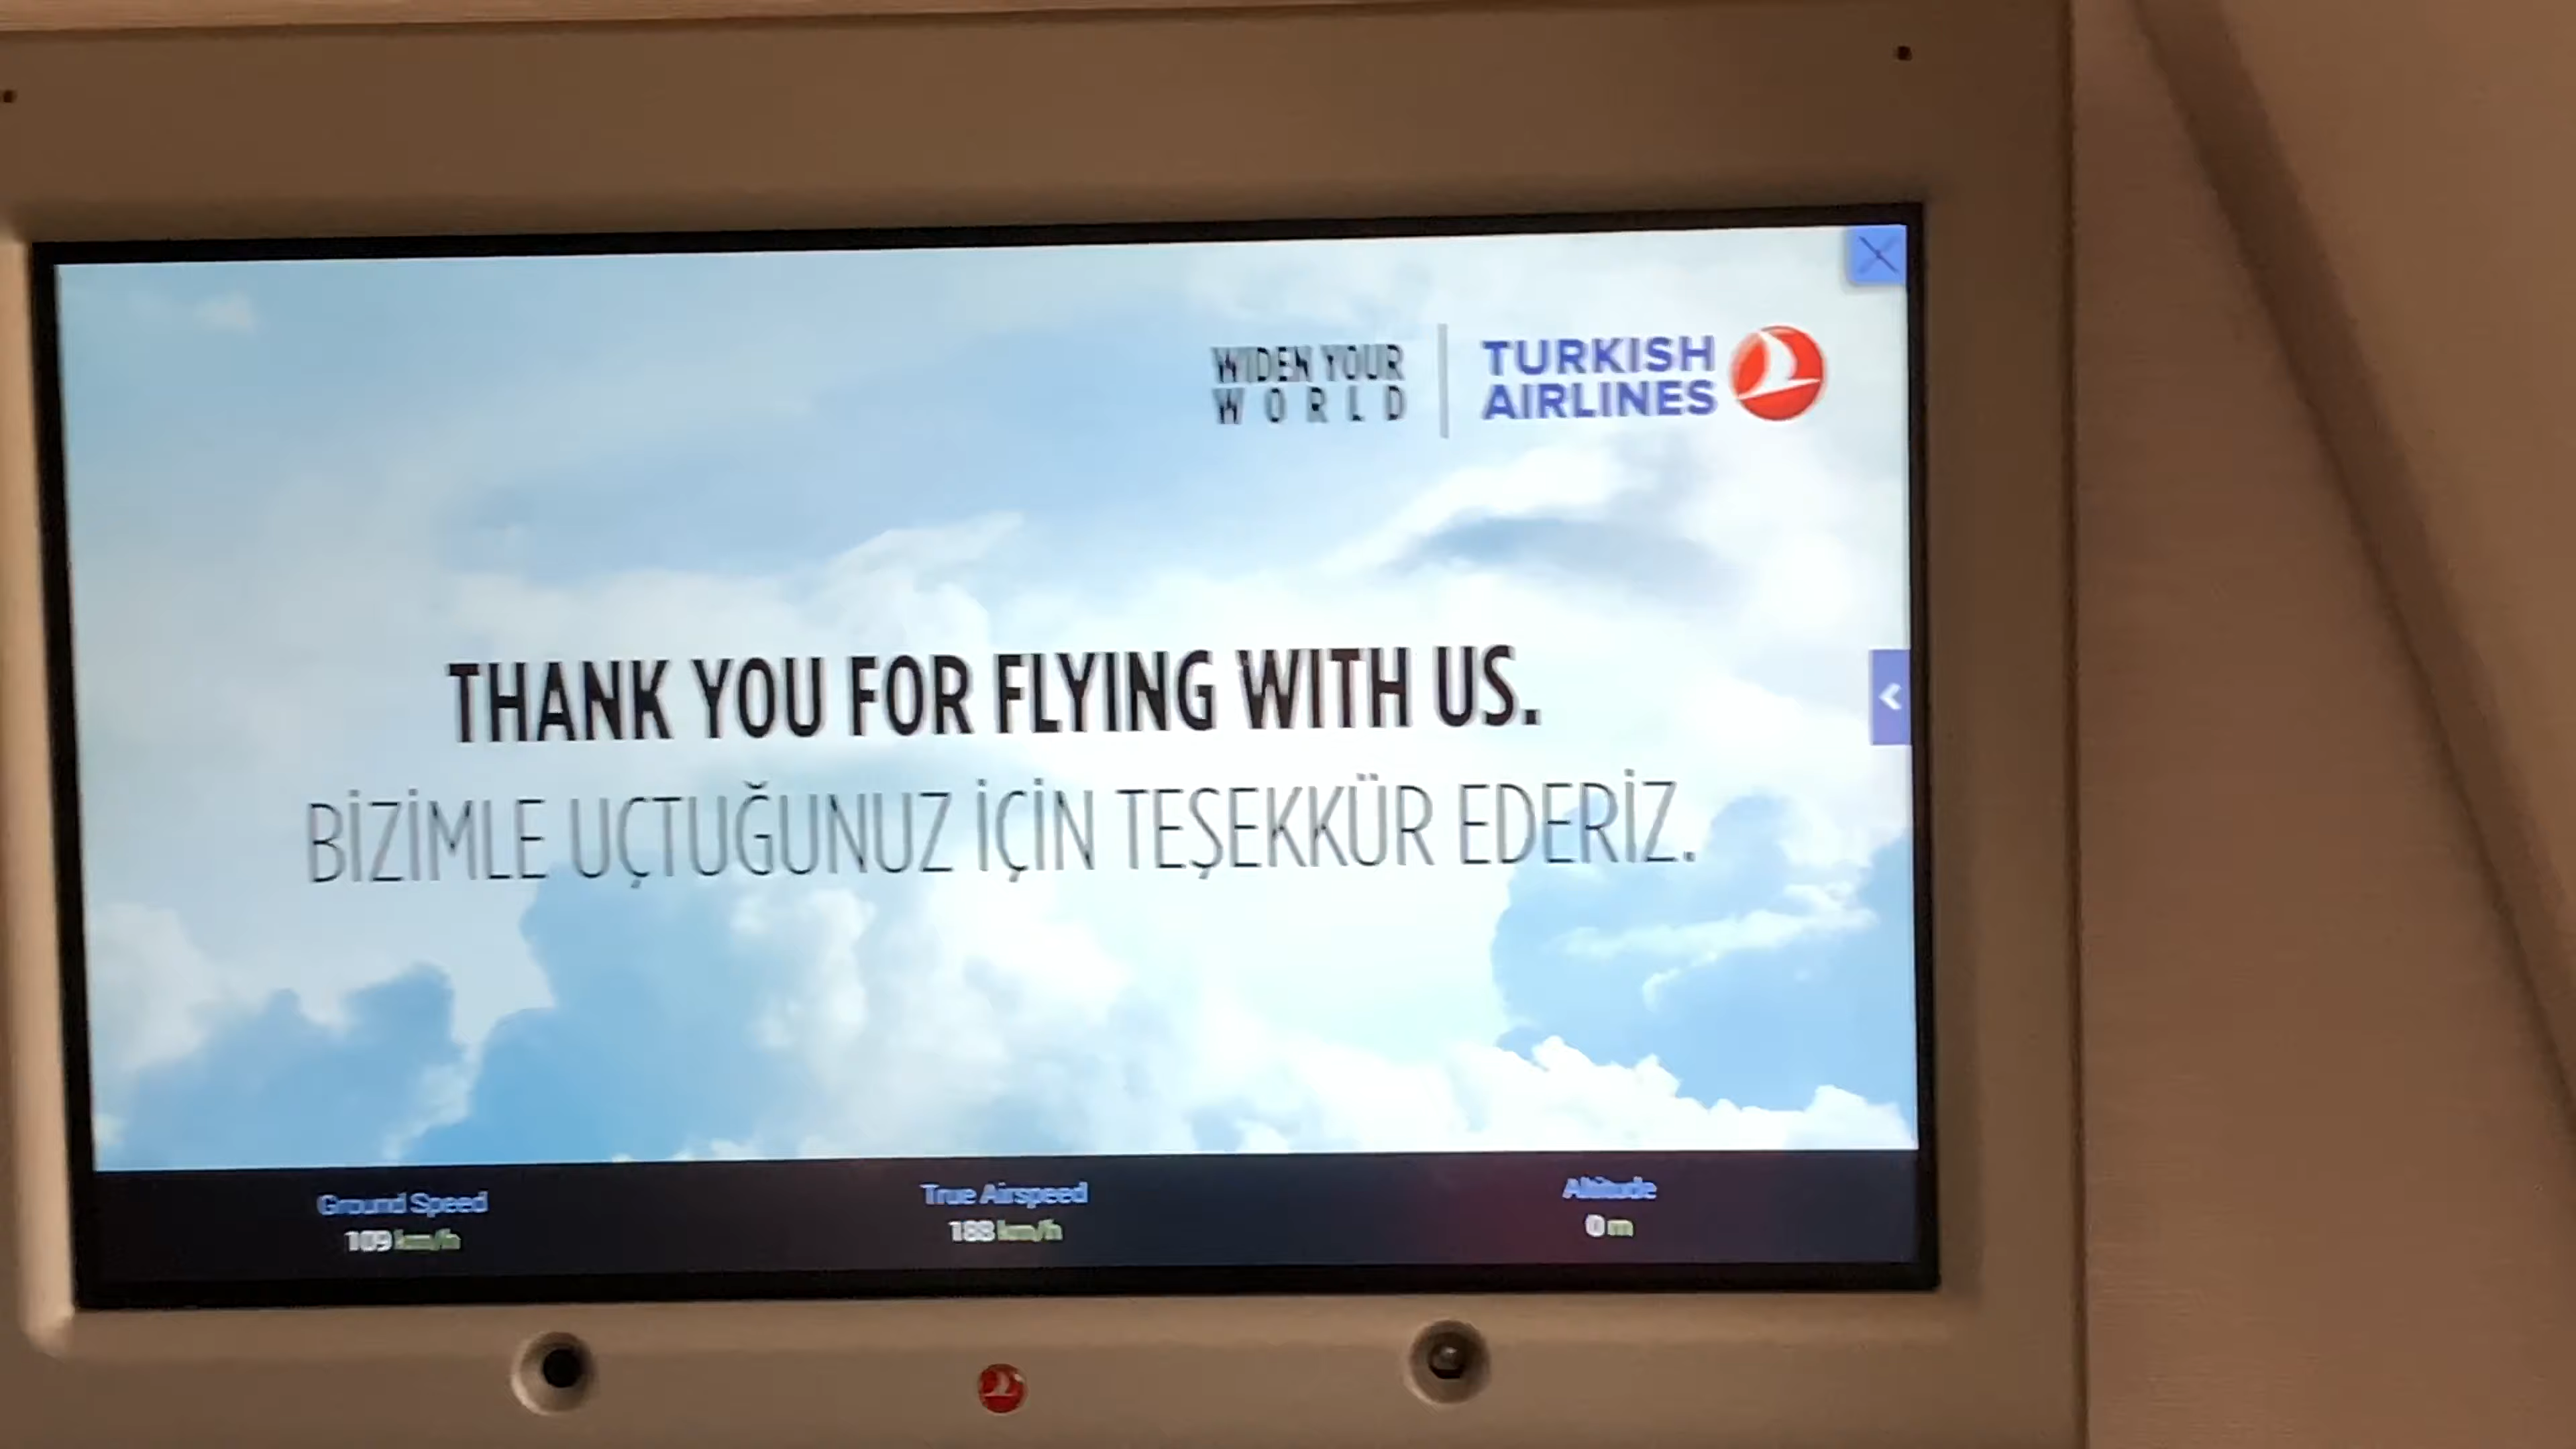 WIDEN YOUR
WORLD
TURKISH
AIRLINES
THANK YOU FOR FLYING WITH US.
BİZİMLE UÇTUĞUNUZ İÇİN TEŞEKKÜR EDERİZ.
Ground Speed
109 km/h
True Airspeed
188 km/h
Altitude
0 m